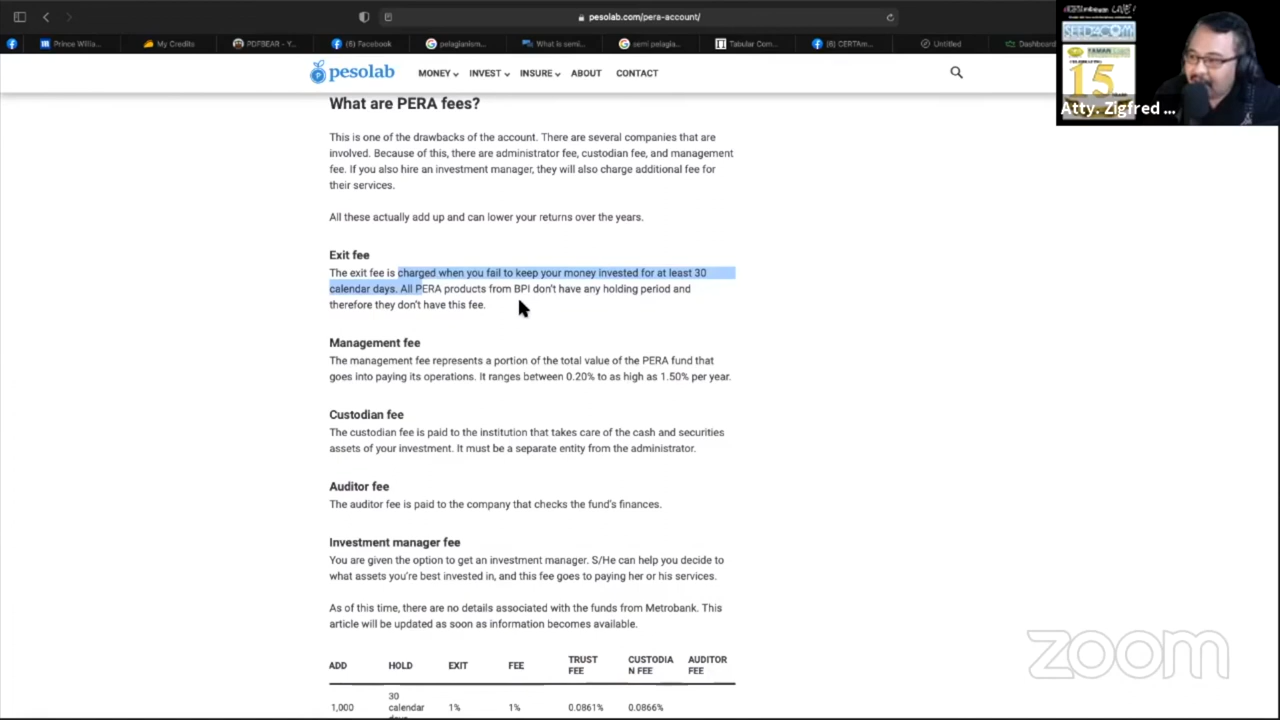 pesolab.com/pera-account/
Prince Willia...
My Credits
PDFBEAR - Y...
(6) Facebook
pelagianism...
What is semi...
semi pelagia...
Tabular Com...
(6) CERTAm...
Untitled
Dashboard
pesolab
MONEY INVEST INSURE ABOUT CONTACT
LIVE!
SEED4COM
15
Atty. Zigfred ...
What are PERA fees?
This is one of the drawbacks of the account. There are several companies that are
involved. Because of this, there are administrator fee, custodian fee, and management
fee. If you also hire an investment manager, they will also charge additional fee for
their services.
All these actually add up and can lower your returns over the years.
Exit fee
The exit fee is charged when you fail to keep your money invested for at least 30
calendar days. All PERA products from BPI don't have any holding period and
therefore they don't have this fee.
Management fee
The management fee represents a portion of the total value of the PERA fund that
goes into paying its operations. It ranges between 0.20% to as high as 1.50% per year.
Custodian fee
The custodian fee is paid to the institution that takes care of the cash and securities
assets of your investment. It must be a separate entity from the administrator.
Auditor fee
The auditor fee is paid to the company that checks the fund's finances.
Investment manager fee
You are given the option to get an investment manager. S/He can help you decide to
what assets you're best invested in, and this fee goes to paying her or his services.
As of this time, there are no details associated with the funds from Metrobank. This
article will be updated as soon as information becomes available.
ADD HOLD EXIT FEE TRUST FEE CUSTODIA N FEE AUDITOR FEE
1,000 30 calendar days 1% 1% 0.0861% 0.0866%
zoom